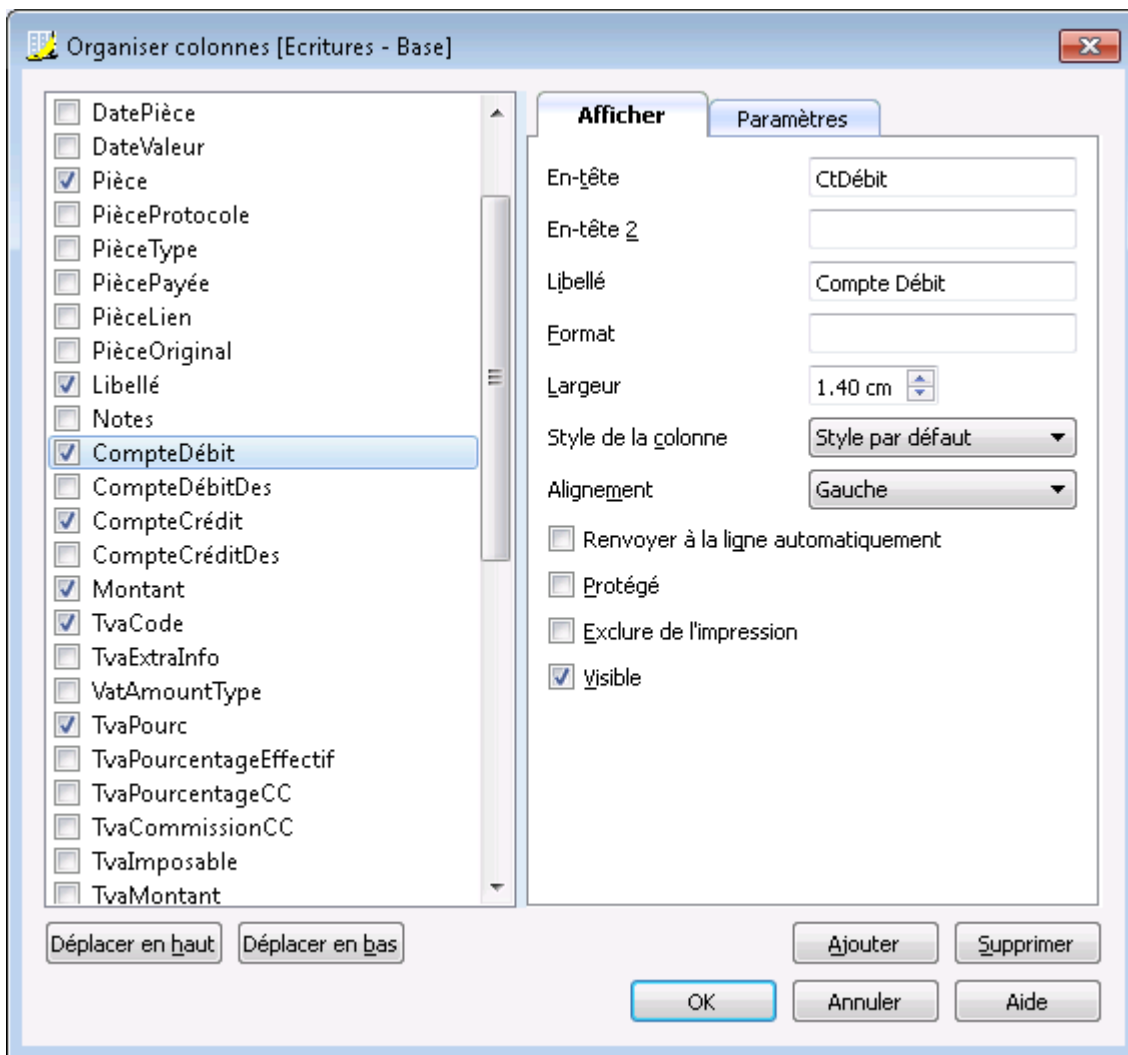 Organiser colonnes [Ecritures - Base]
DatePièce
DateValeur
Pièce
PièceProtocole
PièceType
PiècePayée
PièceLien
PièceOriginal
Libellé
Notes
CompteDébit
CompteDébitDes
CompteCrédit
CompteCréditDes
Montant
TvaCode
TvaExtraInfo
VatAmountType
TvaPourc
TvaPourcentageEffectif
TvaPourcentageCC
TvaCommissionCC
TvaImposable
TvaMontant
Afficher Paramètres
En-tête CtDébit
En-tête 2
Libellé Compte Débit
Format
Largeur 1.40 cm
Style de la colonne Style par défaut
Alignement Gauche
Renvoyer à la ligne automatiquement
Protégé
Exclure de l'impression
Visible
Déplacer en haut Déplacer en bas Ajouter Supprimer
OK Annuler Aide